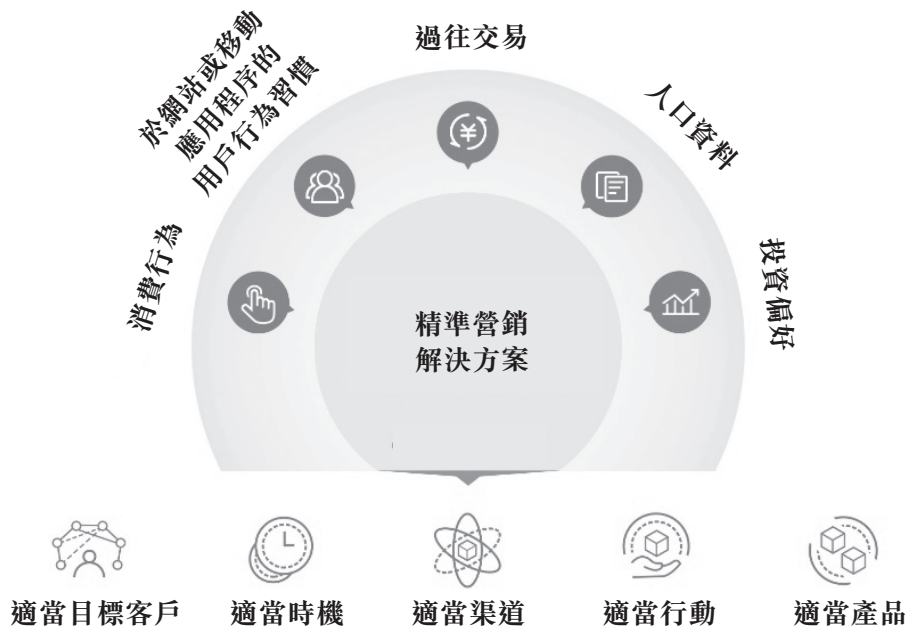 過往交易
於網站或移動
應用程序的
用戶行為習慣
人口資料
消費行為
投資偏好
¥
精準營銷
解決方案
適當目標客戶
適當時機
適當渠道
適當行動
適當產品